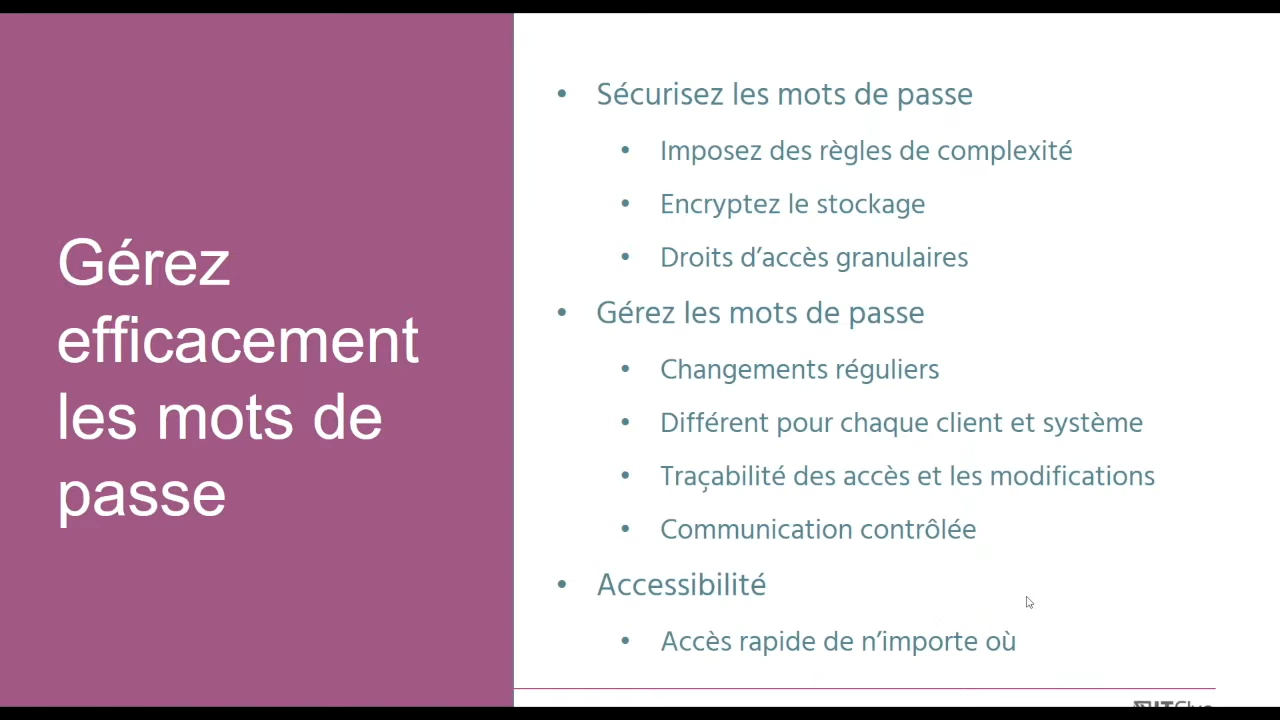 Gérez
efficacement
les mots de
passe
• Sécurisez les mots de passe
• Imposez des règles de complexité
• Encryptez le stockage
• Droits d’accès granulaires
• Gérez les mots de passe
• Changements réguliers
• Différent pour chaque client et système
• Traçabilité des accès et les modifications
• Communication contrôlée
• Accessibilité
• Accès rapide de n’importe où